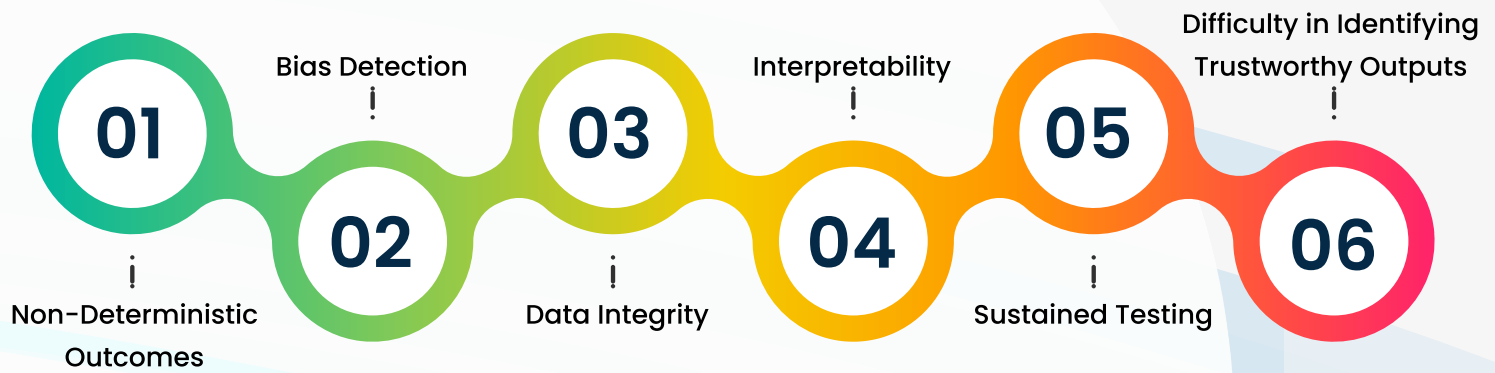 01
Non-Deterministic
Outcomes
Bias Detection
02
03
Data Integrity
Interpretability
04
05
Sustained Testing
Difficulty in Identifying
Trustworthy Outputs
06